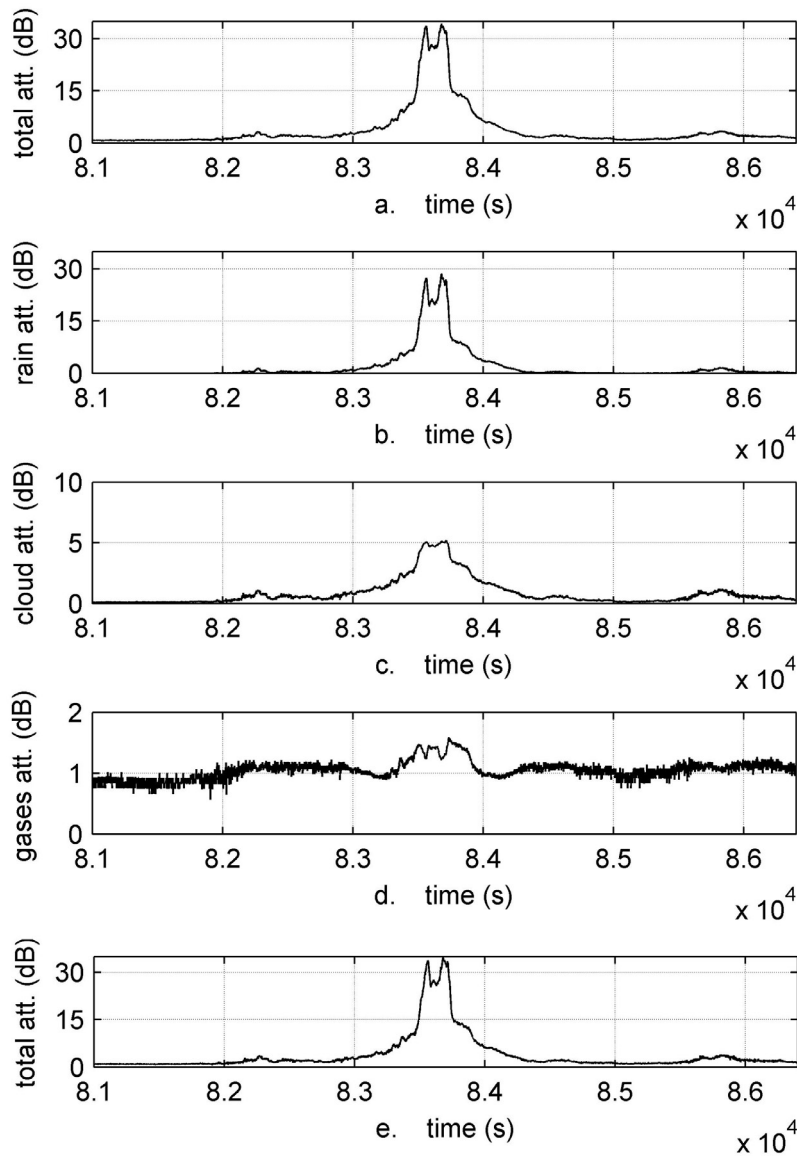 total att. (dB)
30
15
0
8.1 8.2 8.3 8.4 8.5 8.6
a. time (s)
x 10^4
rain att. (dB)
30
15
0
8.1 8.2 8.3 8.4 8.5 8.6
b. time (s)
x 10^4
cloud att. (dB)
10
5
0
8.1 8.2 8.3 8.4 8.5 8.6
c. time (s)
x 10^4
gases att. (dB)
2
1
0
8.1 8.2 8.3 8.4 8.5 8.6
d. time (s)
x 10^4
total att. (dB)
30
15
0
8.1 8.2 8.3 8.4 8.5 8.6
e. time (s)
x 10^4